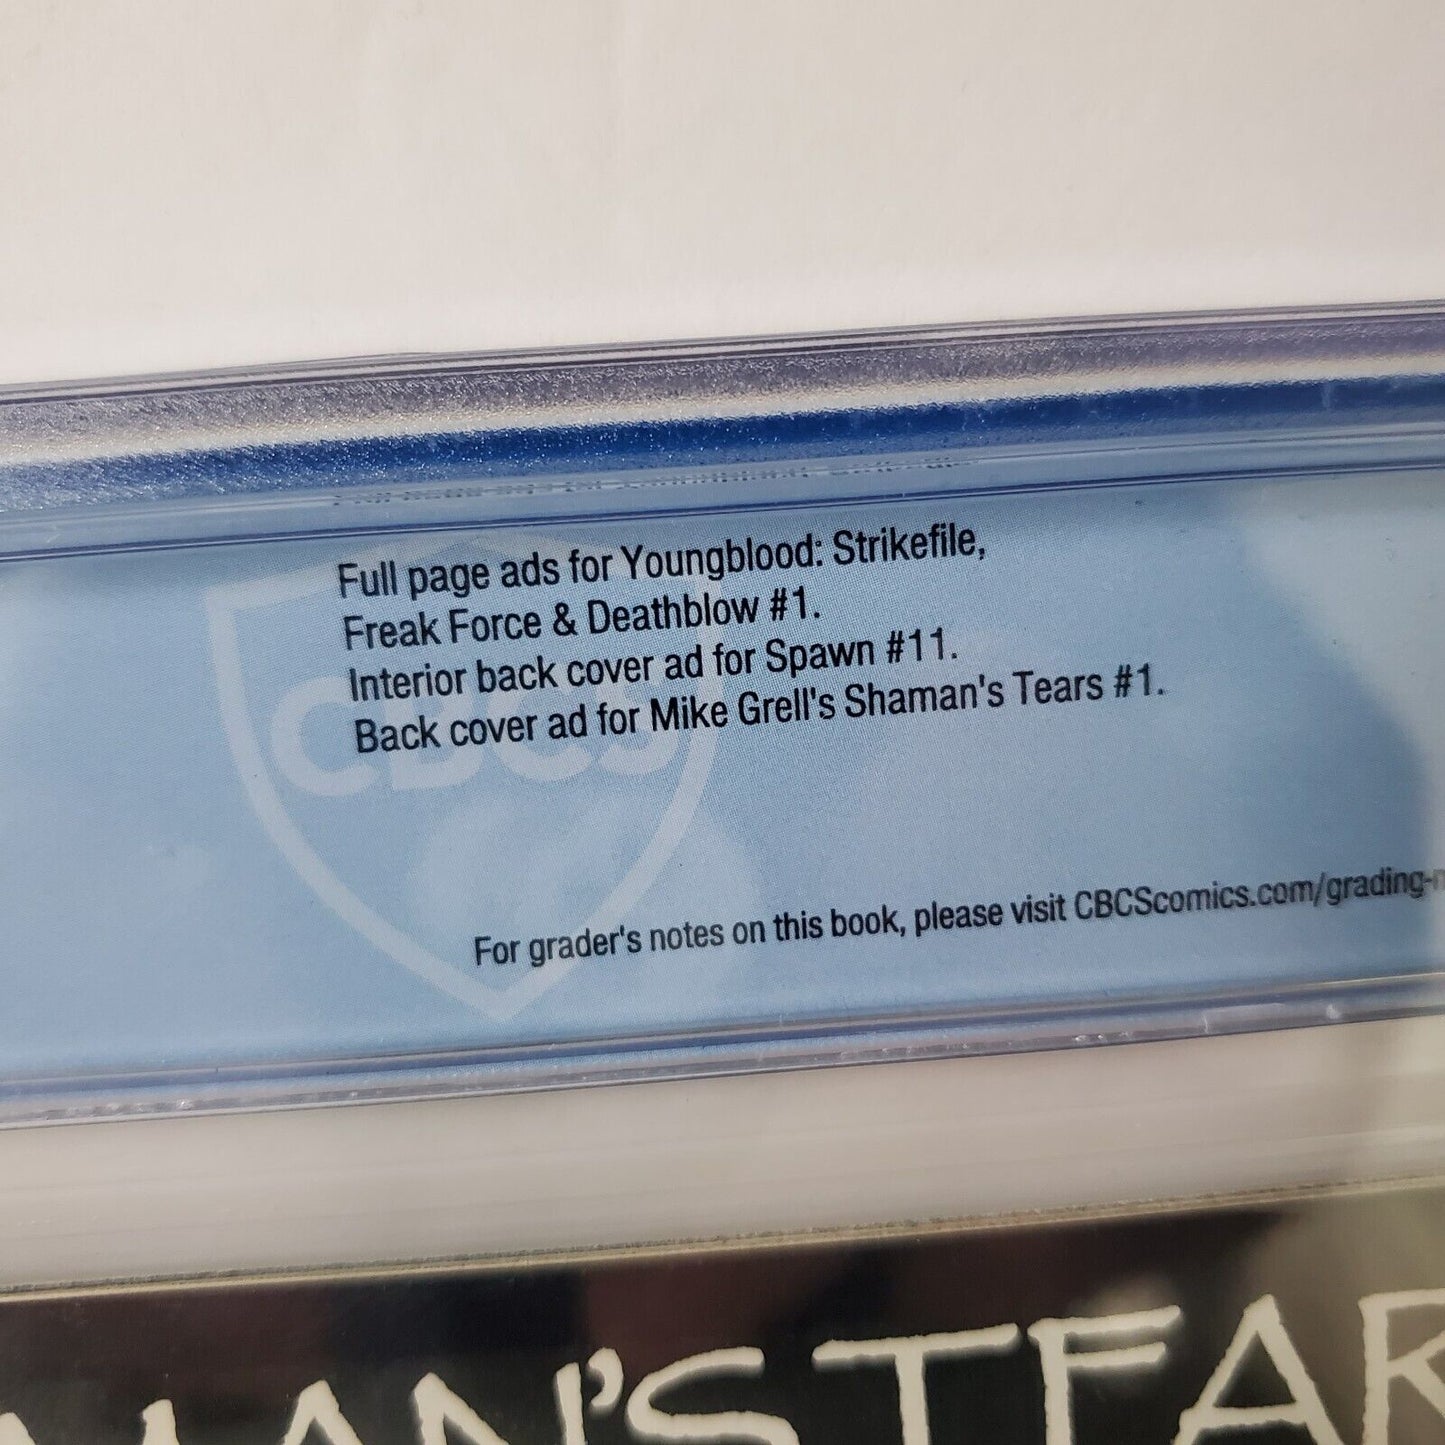 Full page ads for Youngblood: Strikefile,
Freak Force & Deathblow #1.
Interior back cover ad for Spawn #11.
Back cover ad for Mike Grell's Shaman's Tears #1.
CBCS
For grader's notes on this book, please visit CBCScomics.com/grading-
MAN'S TEAR